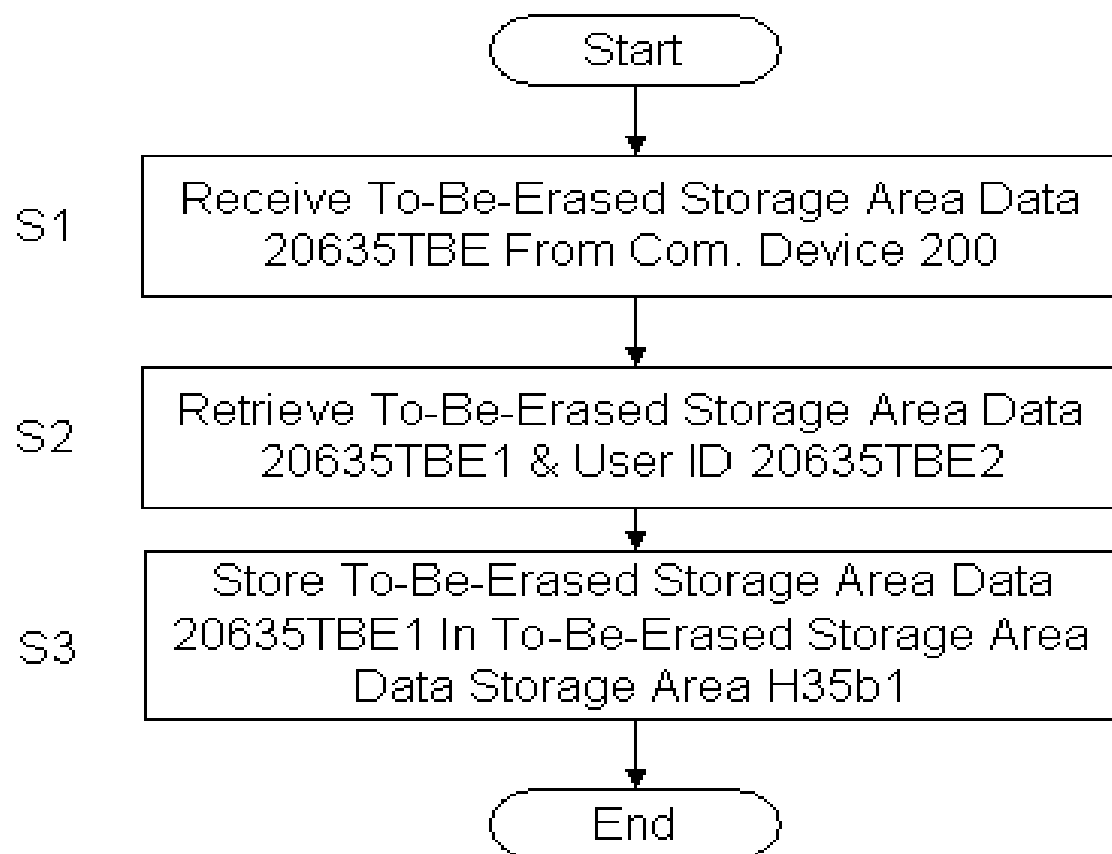 Start
S1
Receive To-Be-Erased Storage Area Data
20635TBE From Com. Device 200
S2
Retrieve To-Be-Erased Storage Area Data
20635TBE1 & User ID 20635TBE2
S3
Store To-Be-Erased Storage Area Data
20635TBE1 In To-Be-Erased Storage Area
Data Storage Area H35b1
End